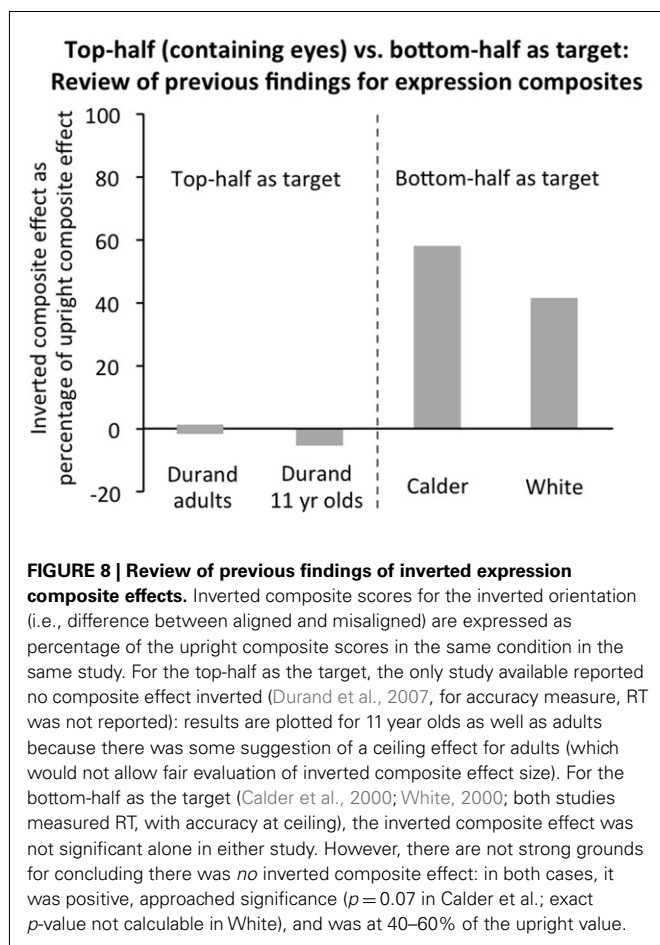 Top-half (containing eyes) vs. bottom-half as target:
Review of previous findings for expression composites
Inverted composite effect as
percentage of upright composite effect
100
80
60
40
20
0
-20
Top-half as target
Bottom-half as target
Durand
adults
Durand
11 yr olds
Calder
White
FIGURE 8 | Review of previous findings of inverted expression
composite effects. Inverted composite scores for the inverted orientation
(i.e., difference between aligned and misaligned) are expressed as
percentage of the upright composite scores in the same condition in the
same study. For the top-half as the target, the only study available reported
no composite effect inverted (Durand et al., 2007, for accuracy measure, RT
was not reported): results are plotted for 11 year olds as well as adults
because there was some suggestion of a ceiling effect for adults (which
would not allow fair evaluation of inverted composite effect size). For the
bottom-half as the target (Calder et al., 2000; White, 2000; both studies
measured RT, with accuracy at ceiling), the inverted composite effect was
not significant alone in either study. However, there are not strong grounds
for concluding there was no inverted composite effect: in both cases, it
was positive, approached significance (p = 0.07 in Calder et al.; exact
p-value not calculable in White), and was at 40–60% of the upright value.